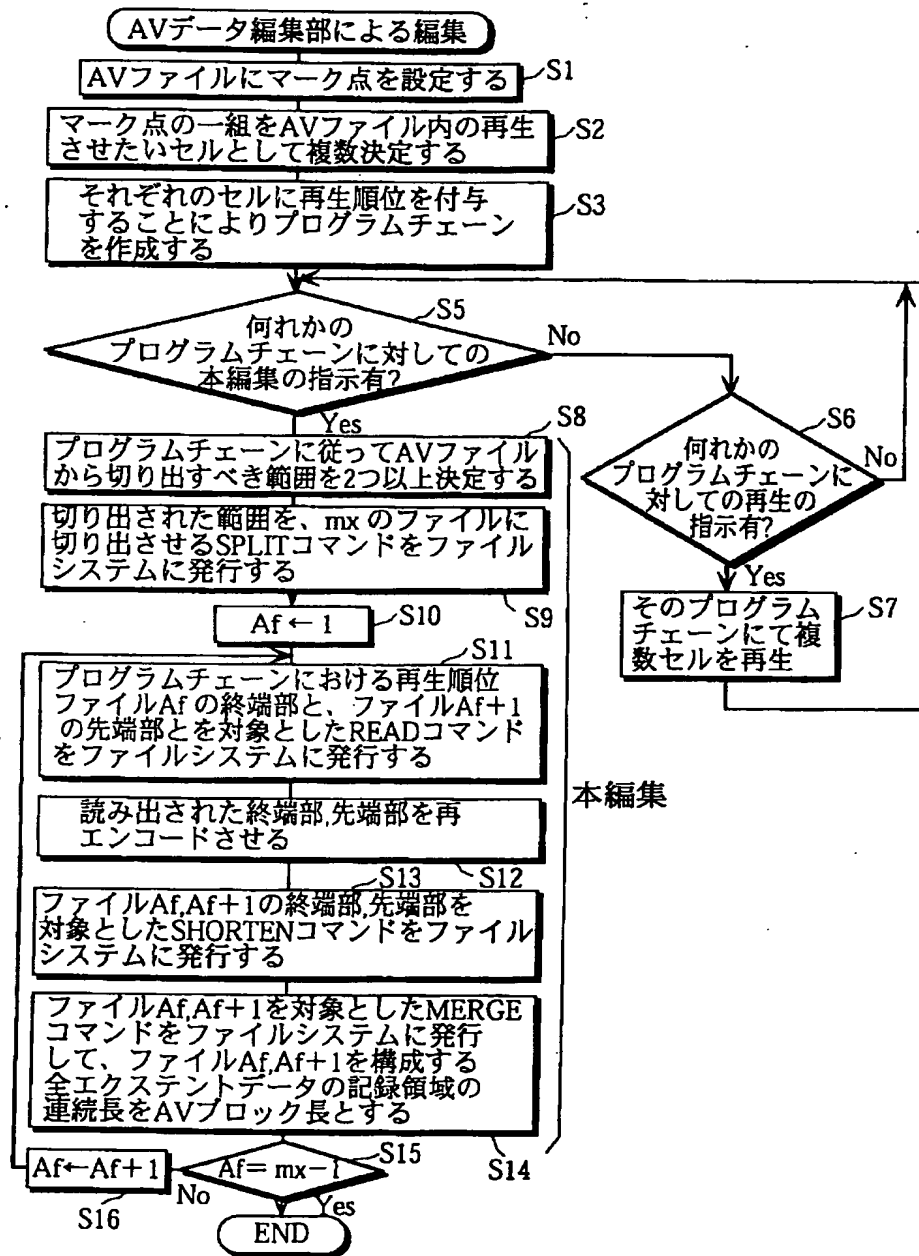 AVデータ編集部による編集
AVファイルにマーク点を設定する
S1
マーク点の一組をAVファイル内の再生
させたいセルとして複数決定する
S2
それぞれのセルに再生順位を付与
することによりプログラムチェーン
を作成する
S3
何れかの
プログラムチェーンに対しての
本編集の指示有?
S5
No
Yes
何れかの
プログラムチェーンに
対しての再生の
指示有?
S6
No
Yes
そのプログラム
チェーンにて複
数セルを再生
S7
プログラムチェーンに従ってAVファイル
から切り出すべき範囲を2つ以上決定する
S8
切り出された範囲を、mx のファイルに
切り出させるSPLITコマンドをファイル
システムに発行する
S9
Af ← 1
S10
S11
プログラムチェーンにおける再生順位
ファイルAf の終端部と、ファイルAf+1
の先端部とを対象としたREADコマンド
をファイルシステムに発行する
読み出された終端部,先端部を再
エンコードさせる
S12
S13
ファイルAf,Af+1の終端部,先端部を
対象としたSHORTENコマンドをファイル
システムに発行する
ファイルAf,Af+1を対象としたMERGE
コマンドをファイルシステムに発行
して、ファイルAf,Af+1を構成する
全エクステントデータの記録領域の
連続長をAVブロック長とする
S14
本編集
Af= mx-1
S15
No
Yes
Af←Af+1
S16
END